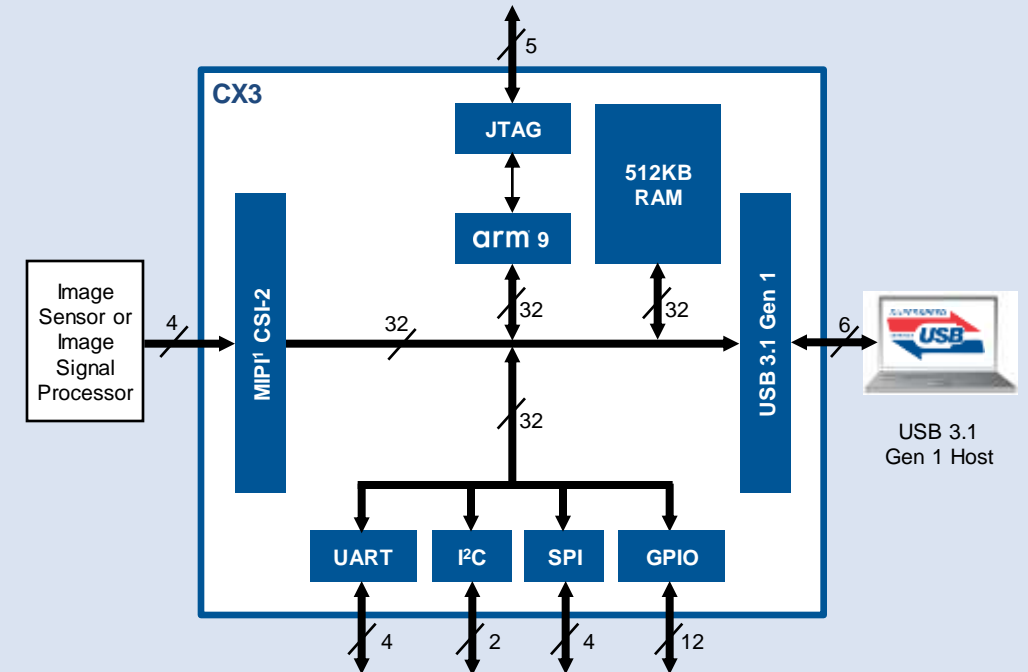 5
CX3
JTAG
512KB
RAM
arm 9
Image
Sensor or
Image
Signal
Processor
4
MIPI¹ CSI-2
32
32
32
USB 3.1 Gen 1
6
USB
USB 3.1
Gen 1 Host
32
UART
I²C
SPI
GPIO
4
2
4
12